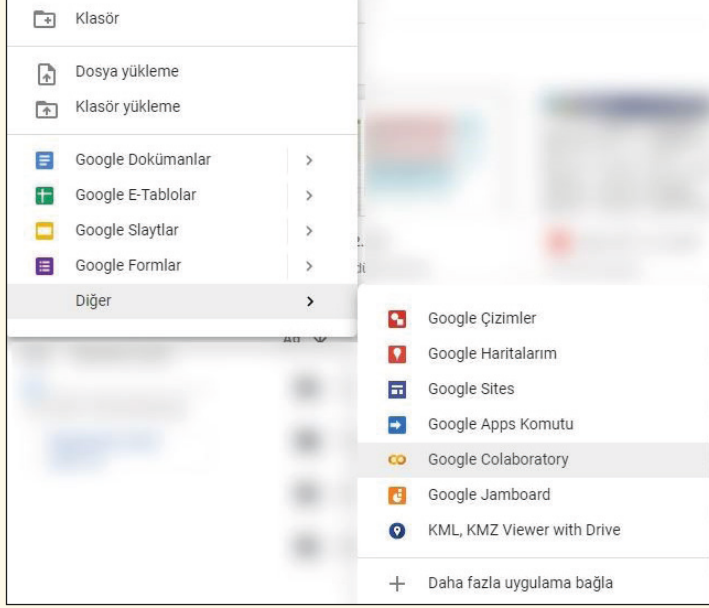 Klasör
Dosya yükleme
Klasör yükleme
Google Dokümanlar
Google E-Tablolar
Google Slaytlar
Google Formlar
Diğer
Google Çizimler
Google Haritalarım
Google Sites
Google Apps Komutu
Google Colaboratory
Google Jamboard
KML, KMZ Viewer with Drive
Daha fazla uygulama bağla